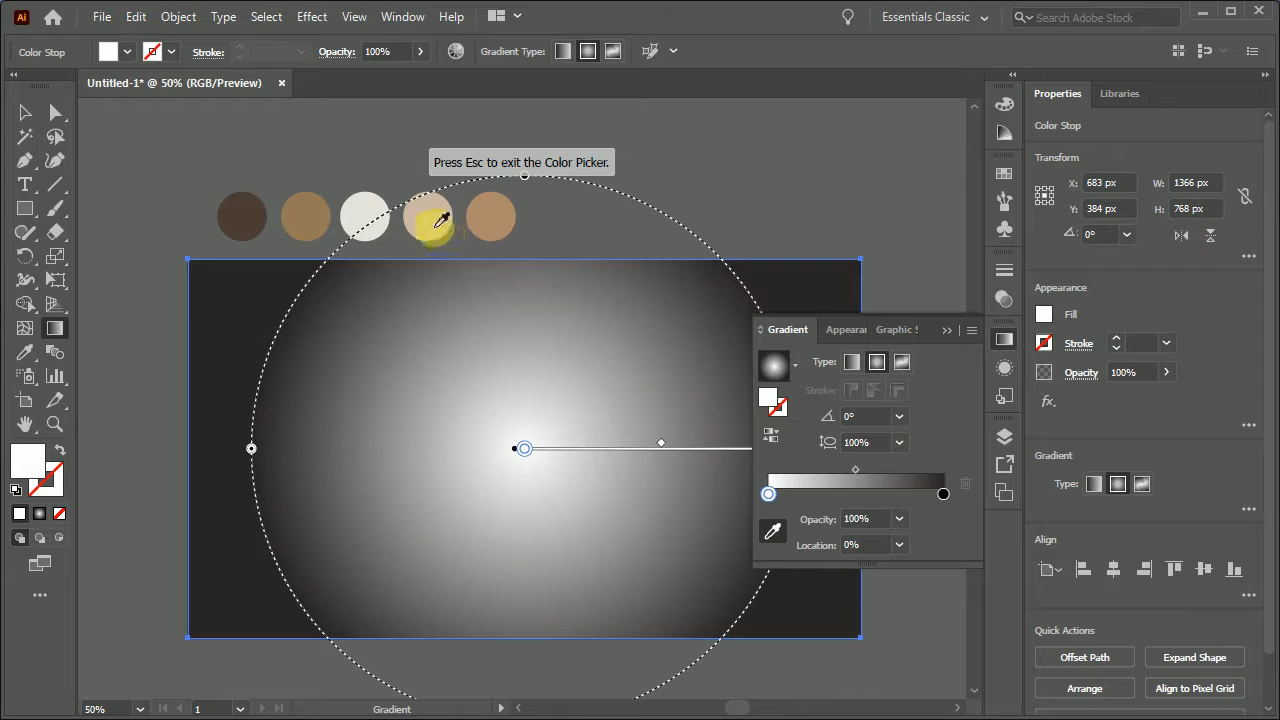 Ai File Edit Object Type Select Effect View Window Help Essentials Classic Search Adobe Stock
Color Stop Stroke: Opacity: 100% Gradient Type:
Untitled-1* @ 50% (RGB/Preview) ×
Properties Libraries
Color Stop
Press Esc to exit the Color Picker.
Transform
X: 683 px W: 1366 px
Y: 384 px H: 768 px
0°
Appearance
Fill
Stroke
Opacity 100%
fx.
Gradient
Type:
Align
Quick Actions
Offset Path Expand Shape
Arrange Align to Pixel Grid
Gradient Appear Graphic S
Type:
Stroke:
0°
100%
Opacity: 100%
Location: 0%
50% 1 Gradient